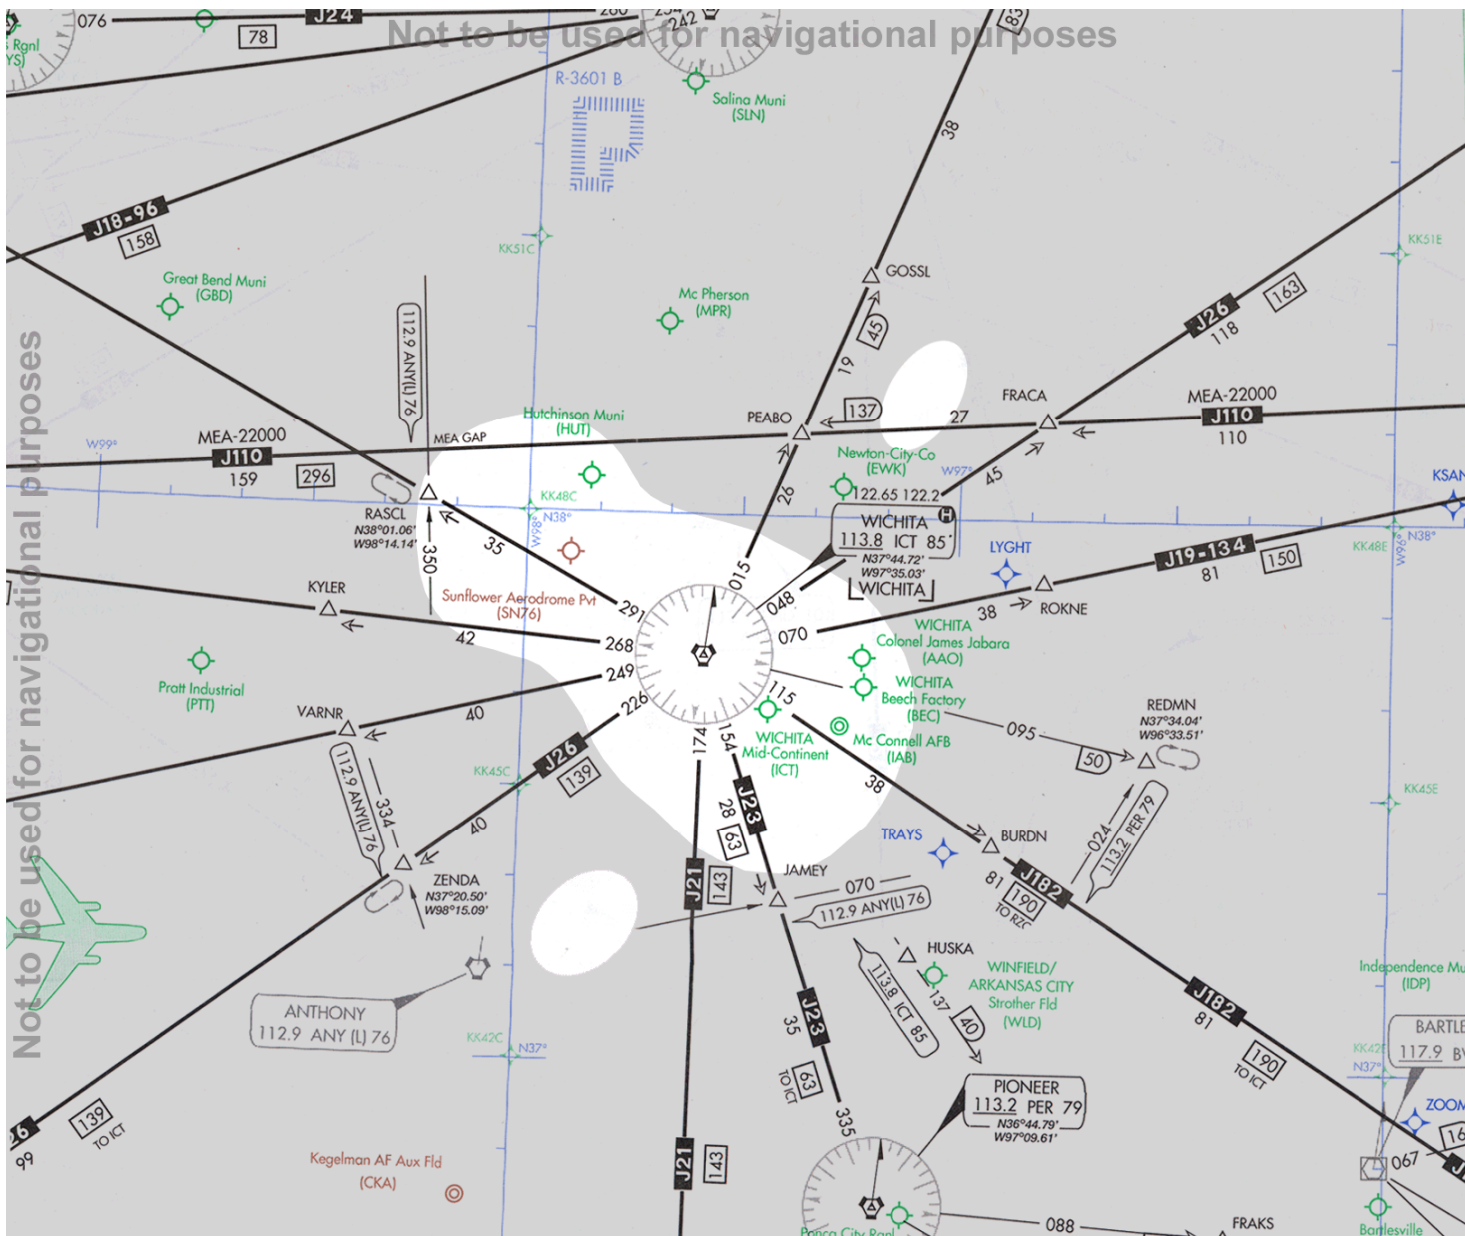 076
J24
260
254
242
83
78
Not to be used for navigational purposes
s Rgnl
YS)
R-3601 B
Salina Muni
(SLN)
38
J18-96
158
KK51C
KK51E
GOSSL
Great Bend Muni
(GBD)
Mc Pherson
(MPR)
163
J26
118
45
19
112.9 ANY(L) 76
Not to be used for navigational purposes
FRACA
MEA-22000
J110
110
Hutchinson Muni
(HUT)
PEABO
137
27
MEA-22000
J110
159
296
MEA GAP
W99°
Newton-City-Co
(EWK)
W97°
45
KSAN
KK48C
N38°
W98°
26
122.65 122.2
H
WICHITA
113.8 ICT 85
N37°44.72'
W97°35.03'
WICHITA
RASCL
N38°01.06'
W98°14.14'
350
35
LYGHT
J19-134
81
150
KK48E
N38°
W96°
KYLER
Sunflower Aerodrome Pvt
(SN76)
291
015
048
070
38
ROKNE
42
268
249
226
WICHITA
Colonel James Jabara
(AAO)
WICHITA
Beech Factory
(BEC)
Pratt Industrial
(PTT)
VARNR
40
115
REDMN
N37°34.04'
W96°33.51'
095
50
174
154
WICHITA
Mid-Continent
(ICT)
Mc Connell AFB
(IAB)
J26
139
KK45C
KK45E
38
112.9 ANY(L) 76
334
40
J23
28
63
TRAYS
BURDN
024
113.2 PER 79
ZENDA
N37°20.50'
W98°15.09'
J21
143
JAMEY
070
112.9 ANY(L) 76
81
J182
190
TO RZC
HUSKA
113.8 ICT 85
137
40
WINFIELD/
ARKANSAS CITY
Strother Fld
(WLD)
Independence Mu
(IDP)
ANTHONY
112.9 ANY (L) 76
J23
35
J182
81
KK42C
N37°
63
TO ICT
190
TO ICT
KK42E
N37°
BARTLE
117.9 BV
PIONEER
113.2 PER 79
N36°44.79'
W97°09.61'
335
ZOOM
26
99
139
TO ICT
16
067
J21
143
Kegelman AF Aux Fld
(CKA)
088
FRAKS
Ponca City Rgnl
Bartlesville